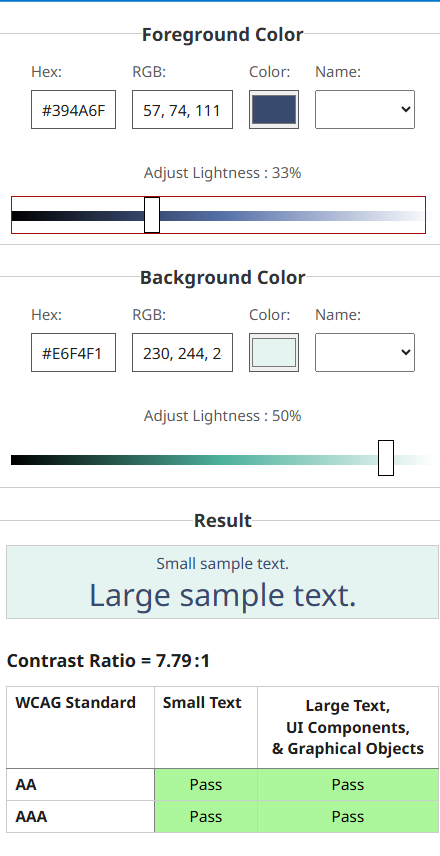 Foreground Color
Hex: RGB: Color: Name:
#394A6F 57, 74, 111
Adjust Lightness : 33%
Background Color
Hex: RGB: Color: Name:
#E6F4F1 230, 244, 2
Adjust Lightness : 50%
Result
Small sample text.
Large sample text.
Contrast Ratio = 7.79:1
WCAG Standard Small Text Large Text,
UI Components,
& Graphical Objects
AA Pass Pass
AAA Pass Pass